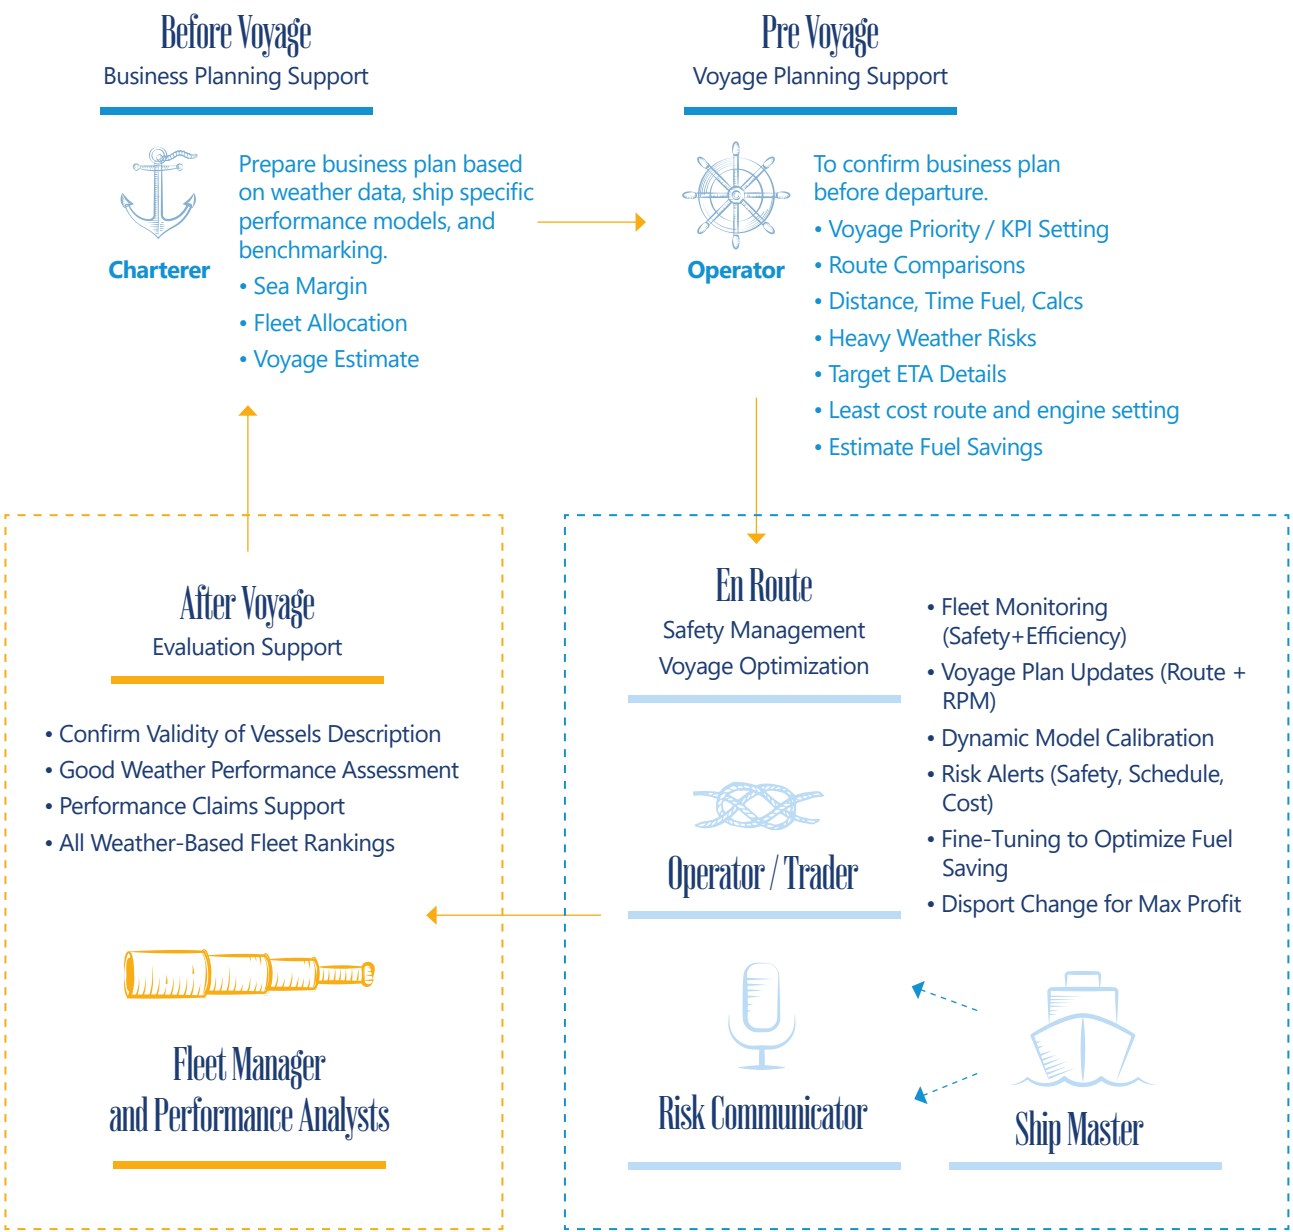 Before Voyage
Business Planning Support
Charterer
Prepare business plan based
on weather data, ship specific
performance models, and
benchmarking.
• Sea Margin
• Fleet Allocation
• Voyage Estimate
Pre Voyage
Voyage Planning Support
Operator
To confirm business plan
before departure.
• Voyage Priority / KPI Setting
• Route Comparisons
• Distance, Time Fuel, Calcs
• Heavy Weather Risks
• Target ETA Details
• Least cost route and engine setting
• Estimate Fuel Savings
En Route
Safety Management
Voyage Optimization
Operator / Trader
• Fleet Monitoring
(Safety+Efficiency)
• Voyage Plan Updates (Route +
RPM)
• Dynamic Model Calibration
• Risk Alerts (Safety, Schedule,
Cost)
• Fine-Tuning to Optimize Fuel
Saving
• Disport Change for Max Profit
Risk Communicator
Ship Master
After Voyage
Evaluation Support
• Confirm Validity of Vessels Description
• Good Weather Performance Assessment
• Performance Claims Support
• All Weather-Based Fleet Rankings
Fleet Manager
and Performance Analysts